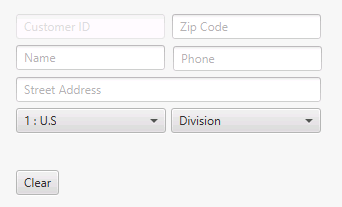 Customer ID Zip Code
Name Phone
Street Address
1 : U.S Division
Clear